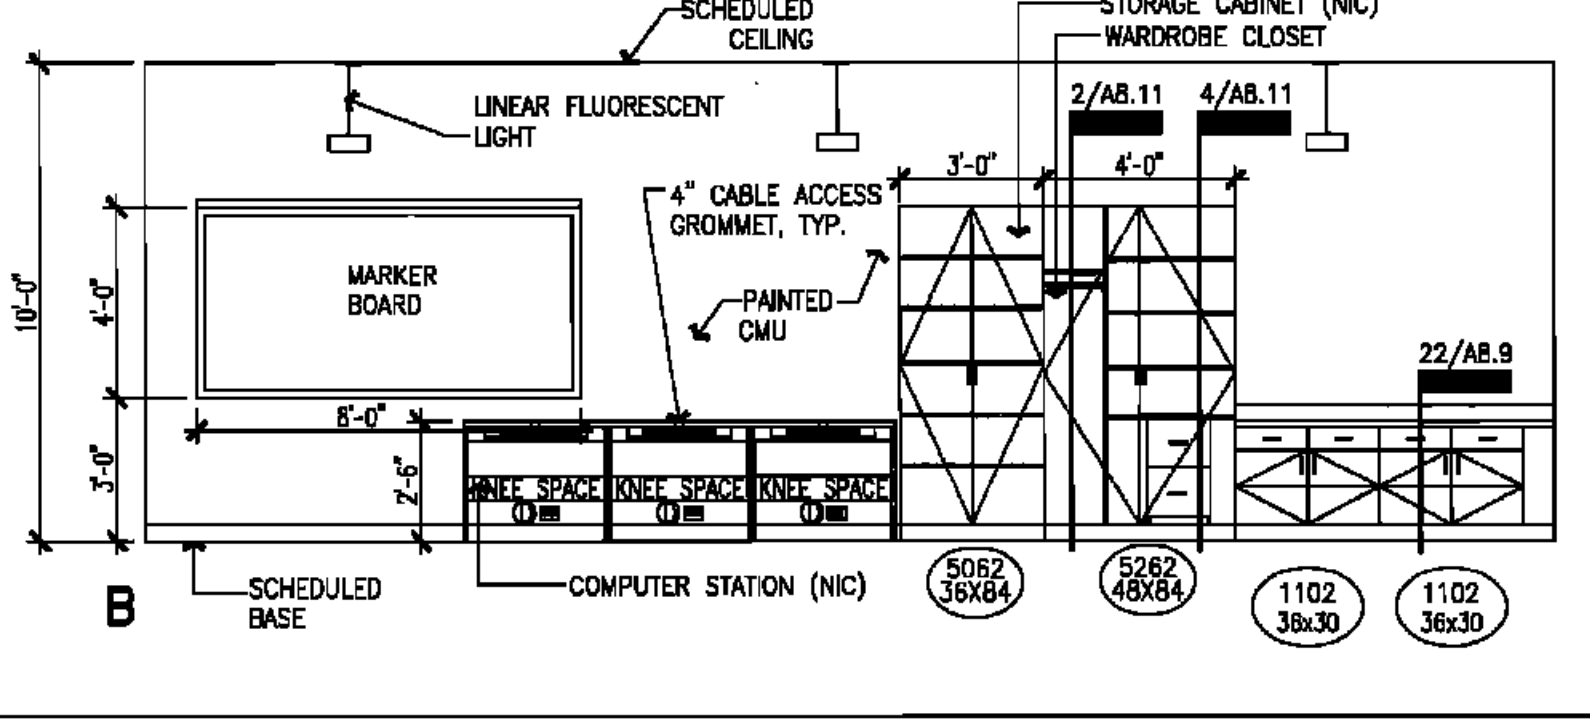 SCHEDULED
CEILING
STORAGE CABINET (NIC)
WARDROBE CLOSET
2/A8.11
4/A8.11
LINEAR FLUORESCENT
LIGHT
3'-0"
4'-0"
4" CABLE ACCESS
GROMMET, TYP.
MARKER
BOARD
PAINTED
CMU
10'-0"
4'-0"
22/A8.9
8'-0"
3'-0"
2'-6"
KNEE SPACE
KNEE SPACE
KNEE SPACE
SCHEDULED
BASE
COMPUTER STATION (NIC)
5062
36X84
5262
48X84
1102
36x30
1102
36x30
B